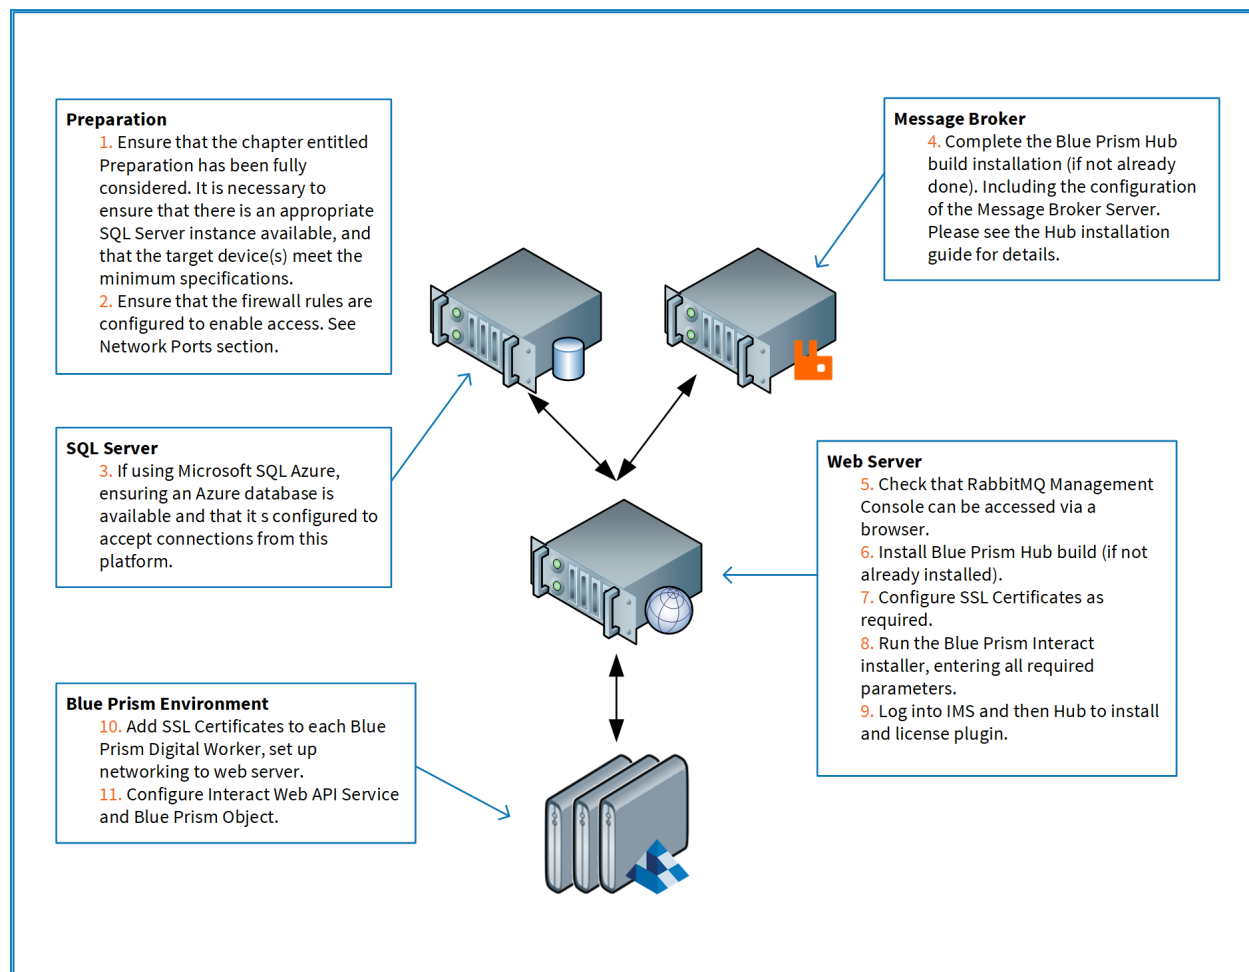 Preparation
1. Ensure that the chapter entitled
Preparation has been fully
considered. It is necessary to
ensure that there is an appropriate
SQL Server instance available, and
that the target device(s) meet the
minimum specifications.
2. Ensure that the firewall rules are
configured to enable access. See
Network Ports section.
Message Broker
4. Complete the Blue Prism Hub
build installation (if not already
done). Including the configuration
of the Message Broker Server.
Please see the Hub installation
guide for details.
SQL Server
3. If using Microsoft SQL Azure,
ensuring an Azure database is
available and that it s configured to
accept connections from this
platform.
Web Server
5. Check that RabbitMQ Management
Console can be accessed via a
browser.
6. Install Blue Prism Hub build (if not
already installed).
7. Configure SSL Certificates as
required.
8. Run the Blue Prism Interact
installer, entering all required
parameters.
9. Log into IMS and then Hub to install
and license plugin.
Blue Prism Environment
10. Add SSL Certificates to each Blue
Prism Digital Worker, set up
networking to web server.
11. Configure Interact Web API Service
and Blue Prism Object.